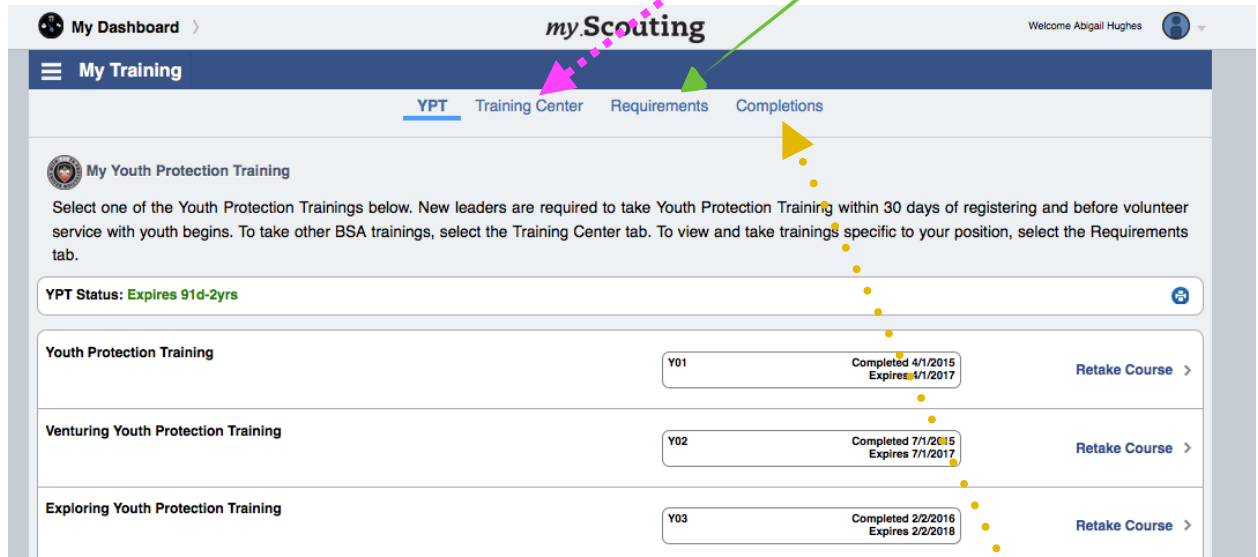 My Dashboard
my.Scouting
Welcome Abigail Hughes
My Training
YPT Training Center Requirements Completions
My Youth Protection Training
Select one of the Youth Protection Trainings below. New leaders are required to take Youth Protection Training within 30 days of registering and before volunteer
service with youth begins. To take other BSA trainings, select the Training Center tab. To view and take trainings specific to your position, select the Requirements
tab.
YPT Status: Expires 91d-2yrs
Youth Protection Training
Y01 Completed 4/1/2015
Expires 4/1/2017
Retake Course
Venturing Youth Protection Training
Y02 Completed 7/1/2015
Expires 7/1/2017
Retake Course
Exploring Youth Protection Training
Y03 Completed 2/2/2016
Expires 2/2/2018
Retake Course